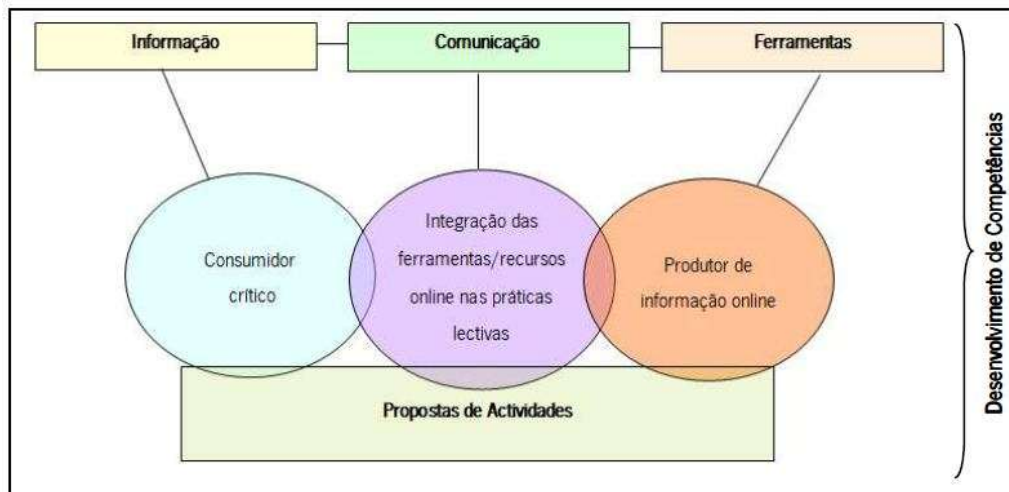 Informação
Comunicação
Ferramentas
Consumidor
crítico
Integração das
ferramentas/recursos
online nas práticas
lectivas
Produtor de
informação online
Propostas de Actividades
Desenvolvimento de Competências